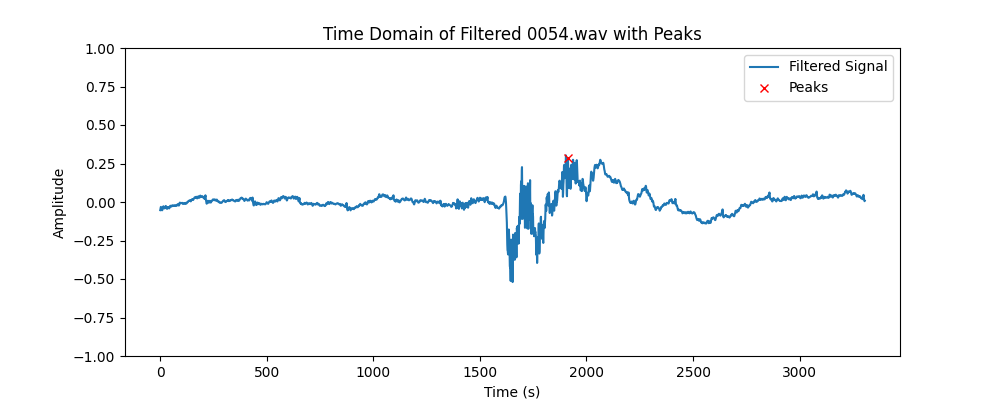 Time Domain of Filtered 0054.wav with Peaks
Filtered Signal
Peaks
Amplitude
1.00
0.75
0.50
0.25
0.00
−0.25
−0.50
−0.75
−1.00
0 500 1000 1500 2000 2500 3000
Time (s)